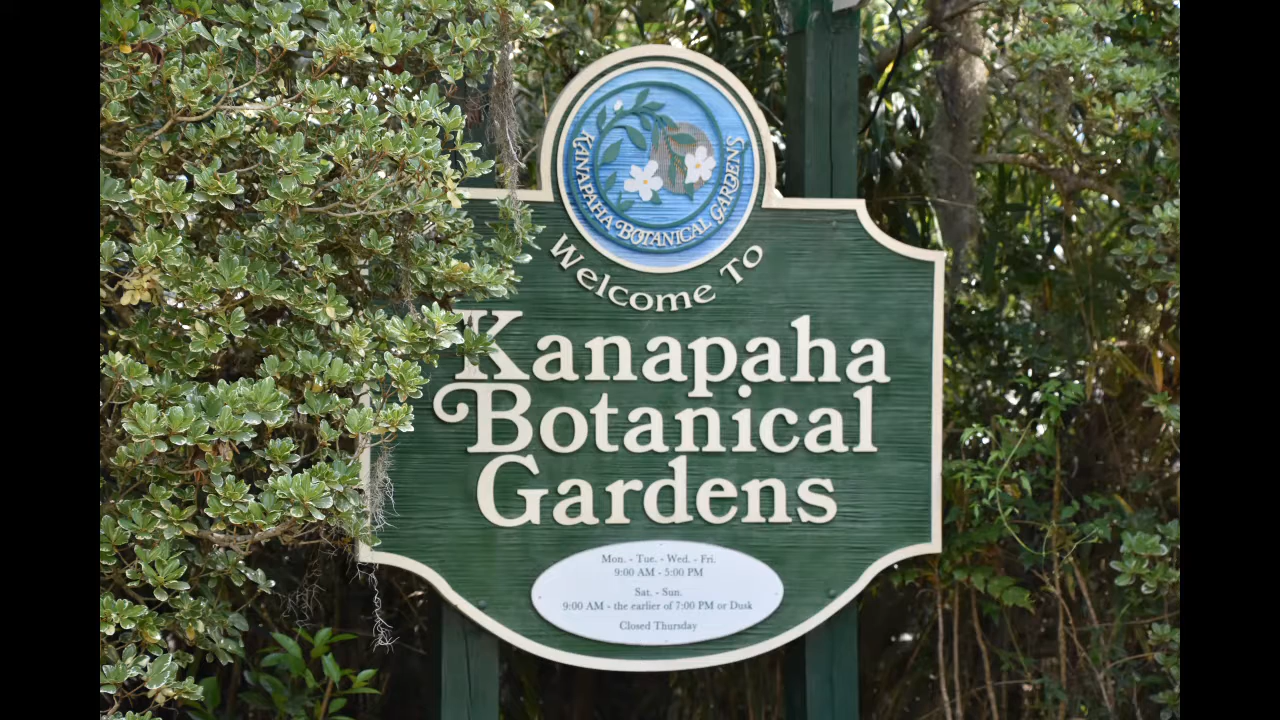 KANAPAHA BOTANICAL GARDENS
Welcome To
Kanapaha
Botanical
Gardens
Mon. - Tue. - Wed. - Fri.
9:00 AM - 5:00 PM
Sat. - Sun.
9:00 AM - the earlier of 7:00 PM or Dusk
Closed Thursday